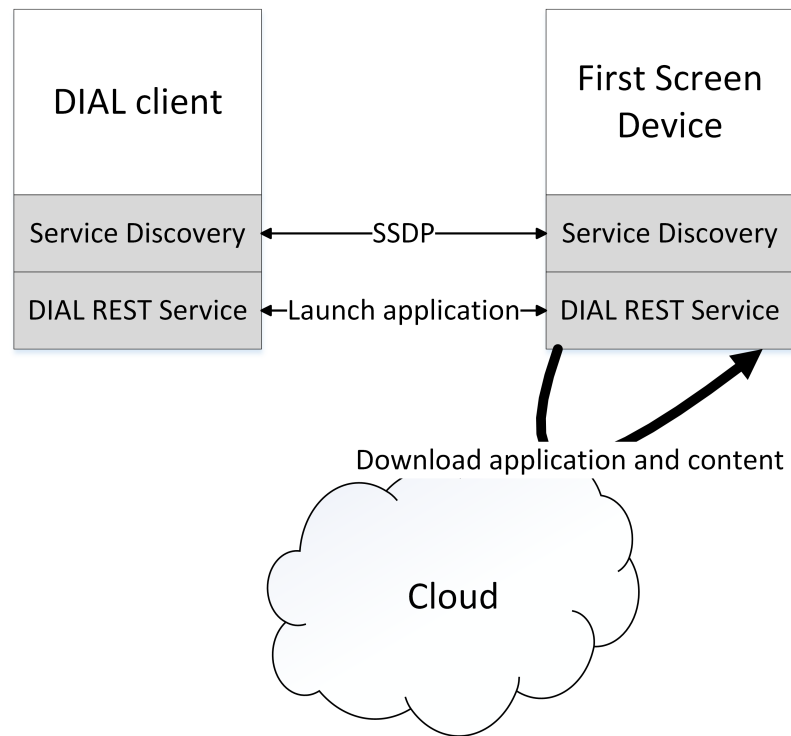 DIAL client
First Screen
Device
Service Discovery
SSDP
Service Discovery
DIAL REST Service
Launch application
DIAL REST Service
Download application and content
Cloud